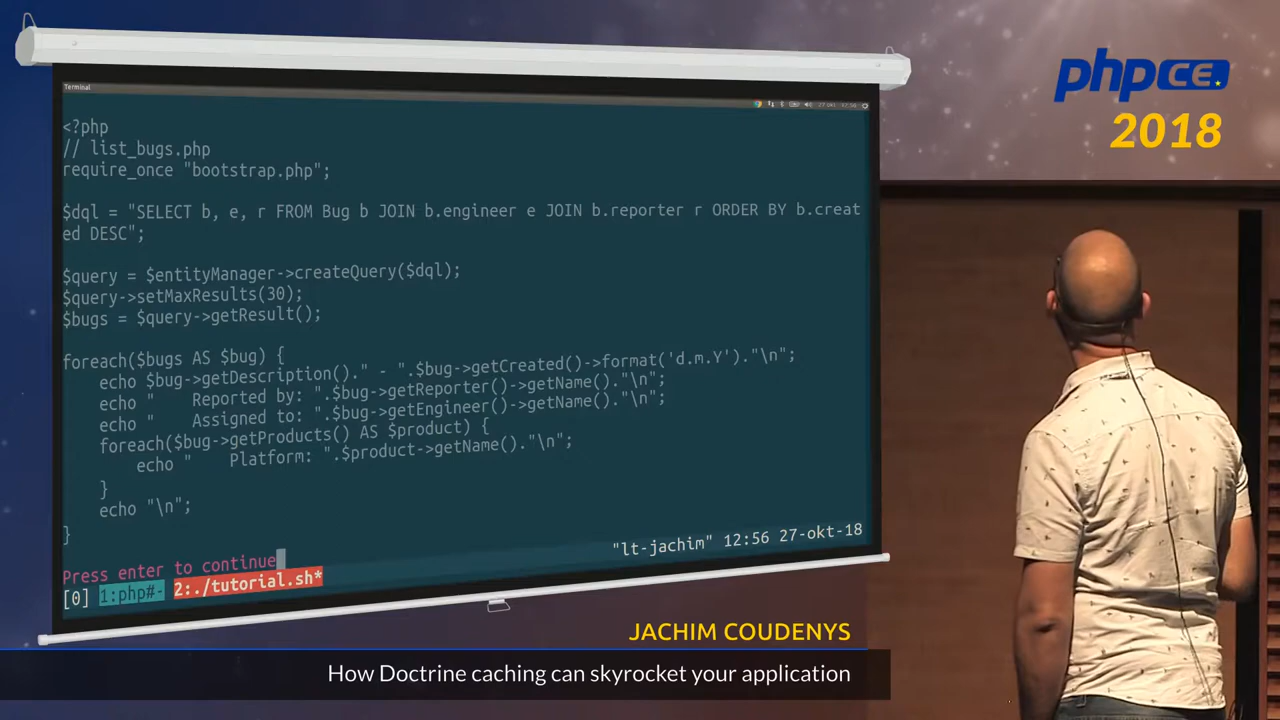 Terminal
<?php
// list_bugs.php
require_once "bootstrap.php";
$dql = "SELECT b, e, r FROM Bug b JOIN b.engineer e JOIN b.reporter r ORDER BY b.creat
ed DESC";
$query = $entityManager->createQuery($dql);
$query->setMaxResults(30);
$bugs = $query->getResult();
foreach($bugs AS $bug) {
    echo $bug->getDescription()." - ".$bug->getCreated()->format('d.m.Y')."\n";
    echo "    Reported by: ".$bug->getReporter()->getName()."\n";
    echo "    Assigned to: ".$bug->getEngineer()->getName()."\n";
    foreach($bug->getProducts() AS $product) {
        echo "    Platform: ".$product->getName()."\n";
    }
    echo "\n";
}
Press enter to continue
[0] 1:php#- 2:./tutorial.sh* "lt-jachim" 12:56 27-okt-18
phpCE
2018
JACHIM COUDENYS
How Doctrine caching can skyrocket your application